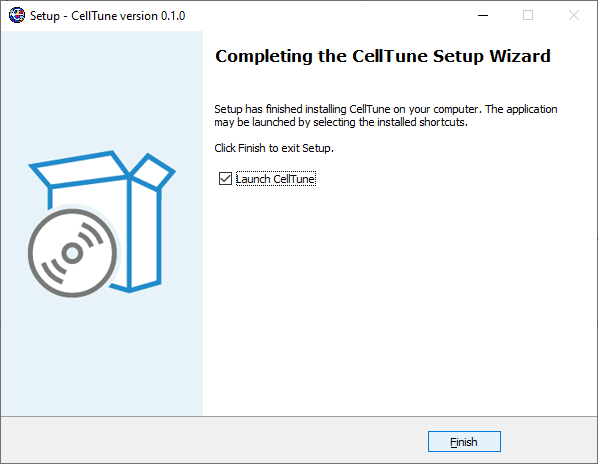 Setup - CellTune version 0.1.0
Completing the CellTune Setup Wizard
Setup has finished installing CellTune on your computer. The application
may be launched by selecting the installed shortcuts.
Click Finish to exit Setup.
Launch CellTune
Finish